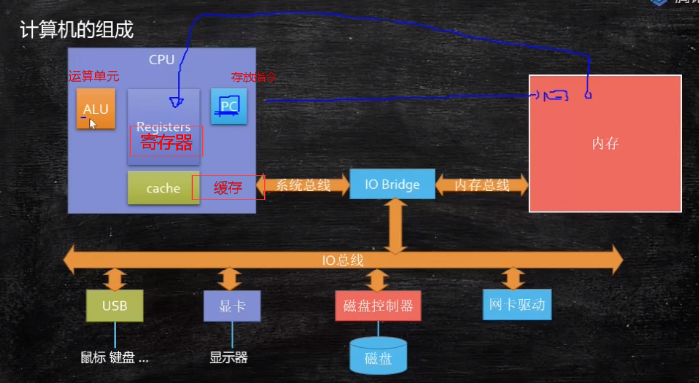 计算机的组成
CPU
运算单元
存放指令
ALU
Registers
寄存器
PC
cache
缓存
系统总线
IO Bridge
内存总线
内存
IO总线
USB
显卡
磁盘控制器
网卡驱动
鼠标 键盘 ...
显示器
磁盘